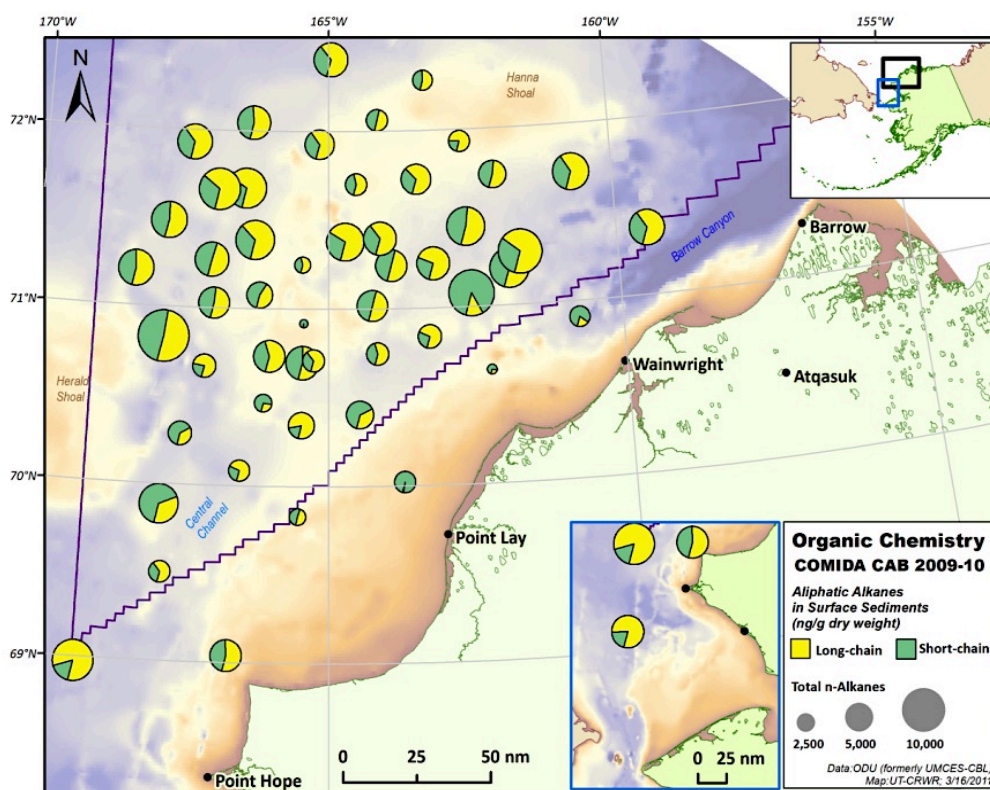 170°W
165°W
160°W
155°W
N
72°N
71°N
70°N
69°N
Hanna
Shoal
Barrow Canyon
Barrow
Wainwright
Atqasuk
Herald
Shoal
Central
Channel
Point Lay
Point Hope
0 25 50 nm
0 25 nm
Organic Chemistry
COMIDA CAB 2009-10
Aliphatic Alkanes
in Surface Sediments
(ng/g dry weight)
Long-chain Short-chain
Total n-Alkanes
2,500 5,000 10,000
Data:ODU (formerly UMCES-CBL)
Map:UT-CRWR; 3/16/2011